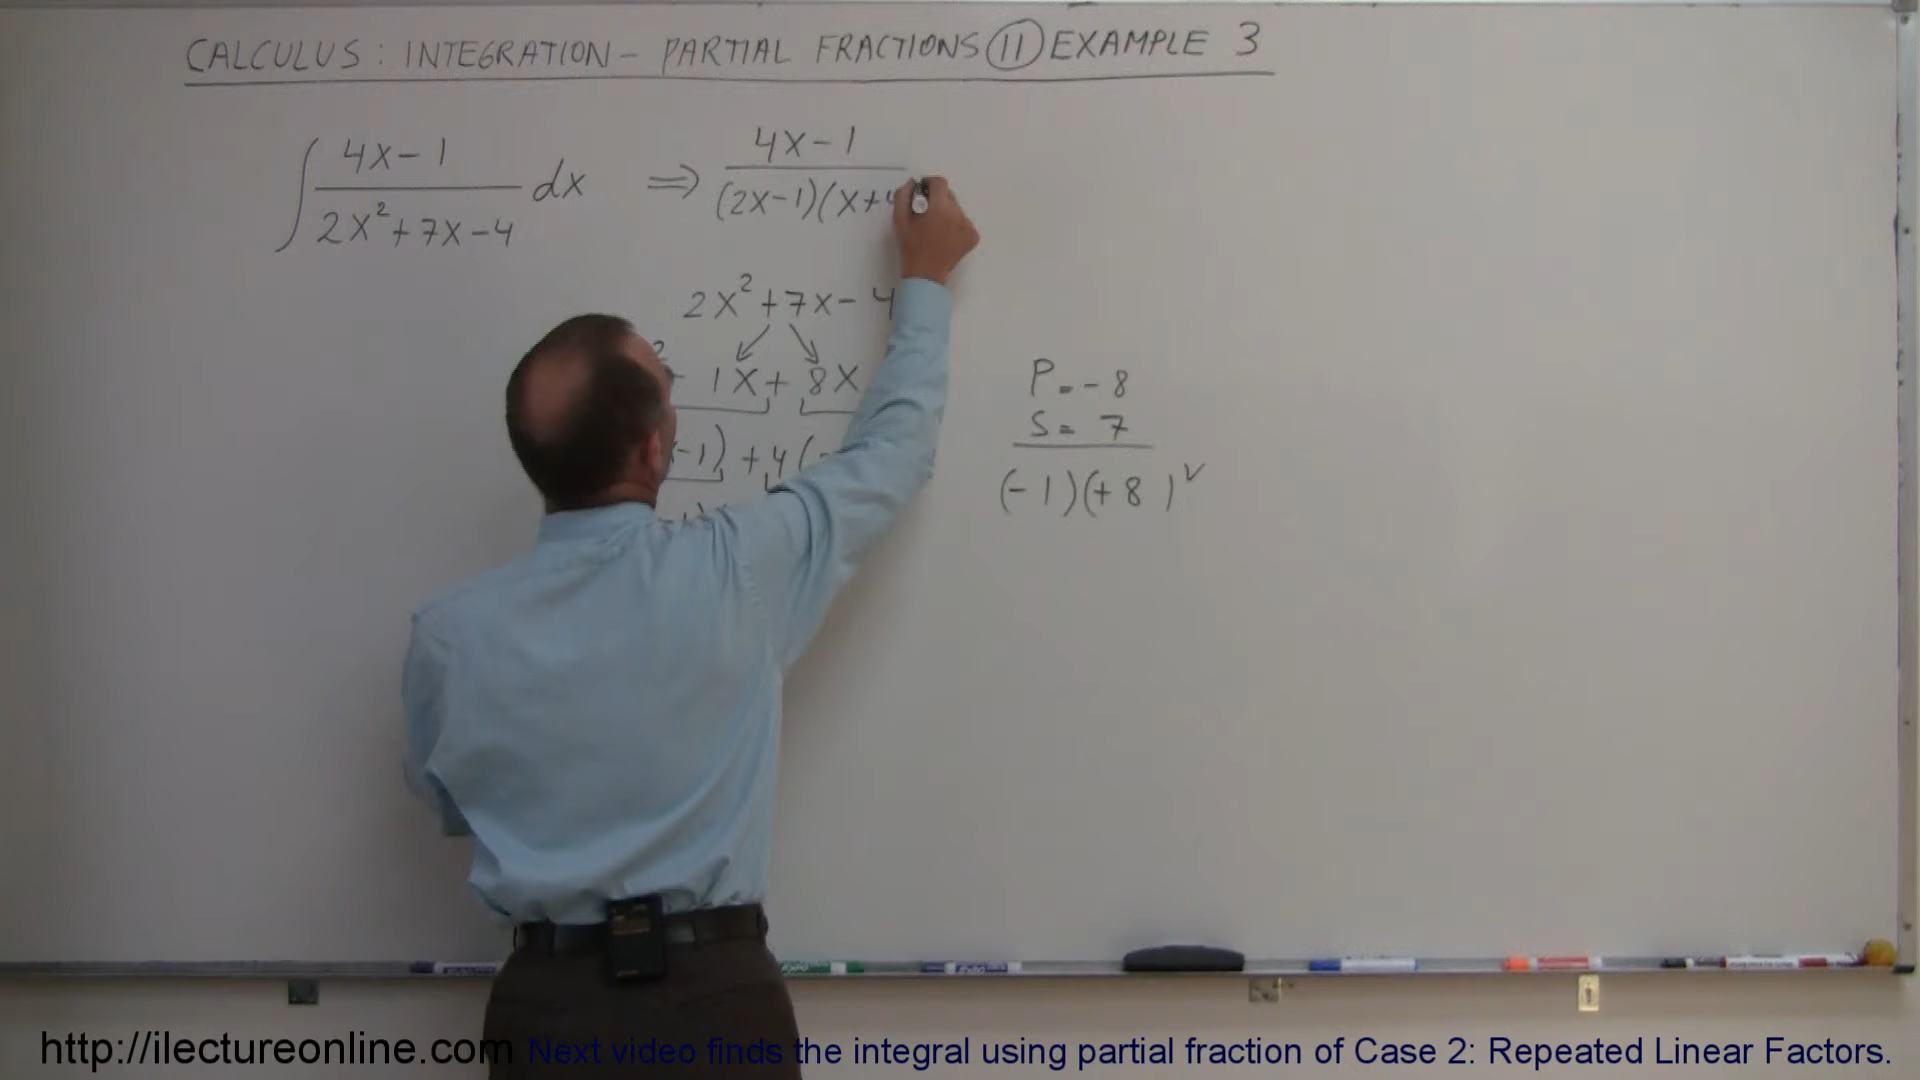 CALCULUS: INTEGRATION – PARTIAL FRACTIONS (11) EXAMPLE 3
∫ (4x-1)/(2x²+7x-4) dx ⇒ 4x-1
(2x-1)(x+4
2x²+7x-4
- 1x + 8x
-1) +4(
P = -8
S = 7
(-1)(+8)✓
http://ilectureonline.com Next video finds the integral using partial fraction of Case 2: Repeated Linear Factors.